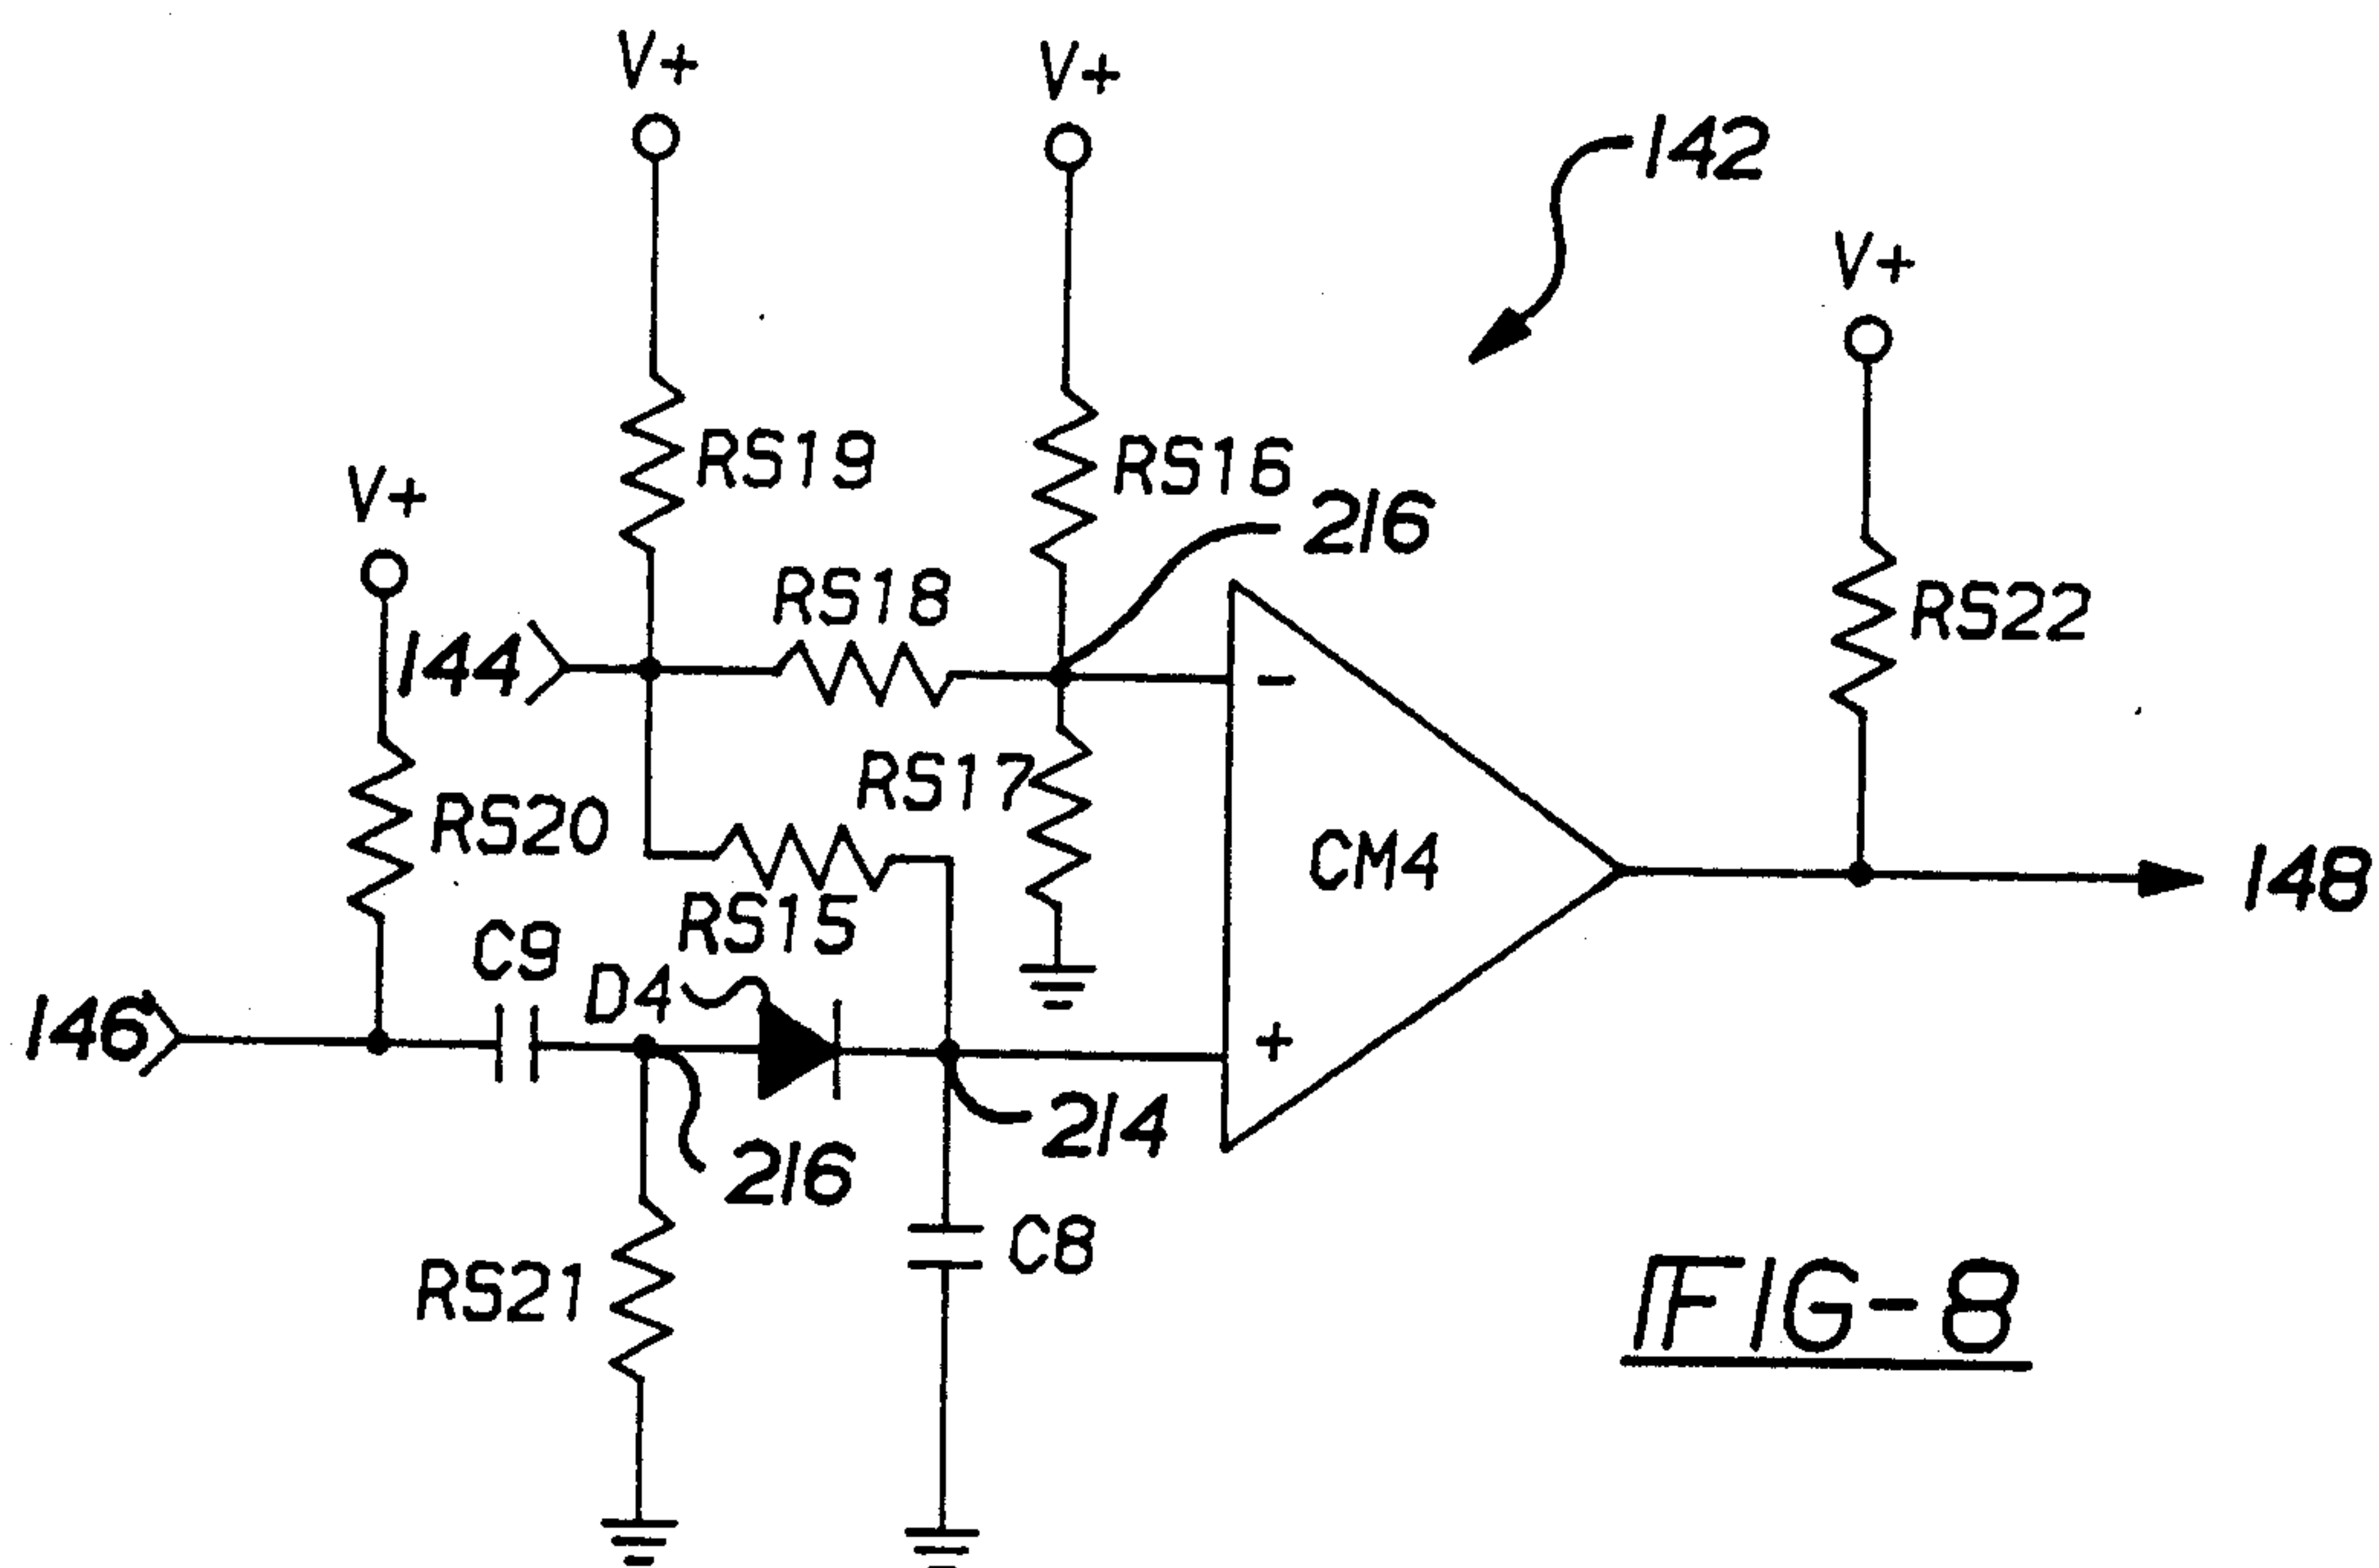 V+
V+
142
V+
RS19
RS16
V+
216
RS18
RS22
144
-
RS17
RS20
CM4
148
RS15
C9
D4
146
+
214
216
C8
RS21
FIG-8